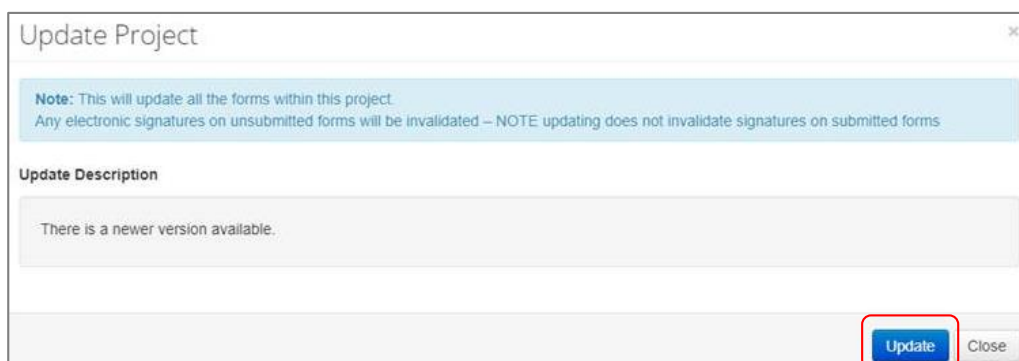 Update Project
×
Note: This will update all the forms within this project.
Any electronic signatures on unsubmitted forms will be invalidated – NOTE updating does not invalidate signatures on submitted forms
Update Description
There is a newer version available.
Update Close